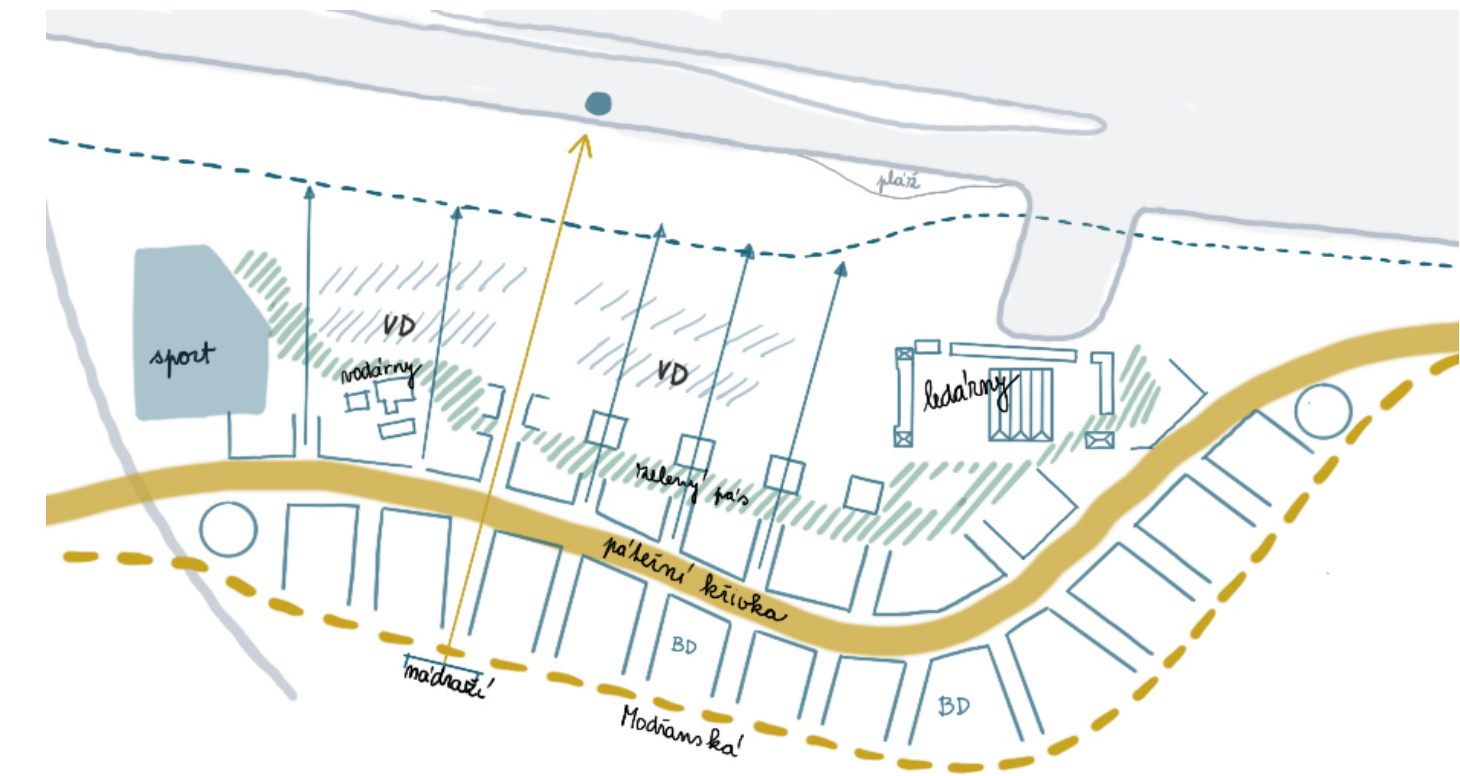 pláž
sport
VD
vodárny
VD
ledárny
zelený pás
páteřní křivka
BD
nádraží
BD
Modřanská